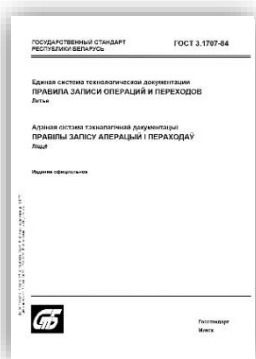 ГОСУДАРСТВЕННЫЙ СТАНДАРТ
РЕСПУБЛИКИ БЕЛАРУСЬ
ГОСТ 3.1707-84
Единая система технологической документации
ПРАВИЛА ЗАПИСИ ОПЕРАЦИЙ И ПЕРЕХОДОВ
Литье
Адзіная сістэма тэхналагічнай дакументацыі
ПРАВІЛЫ ЗАПІСУ АПЕРАЦЫЙ І ПЕРАХОДАЎ
Ліццё
Издание официальное
Госстандарт
Минск